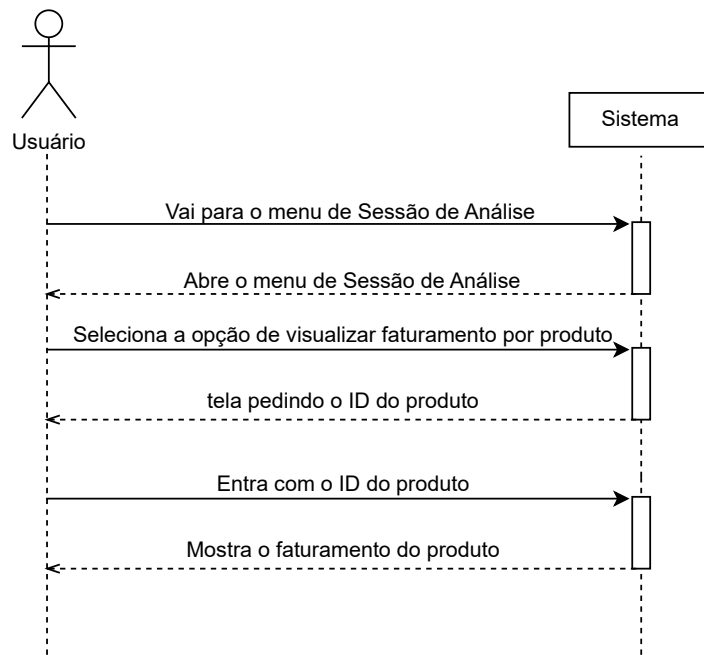 Usuário
Sistema
Vai para o menu de Sessão de Análise
Abre o menu de Sessão de Análise
Seleciona a opção de visualizar faturamento por produto
tela pedindo o ID do produto
Entra com o ID do produto
Mostra o faturamento do produto